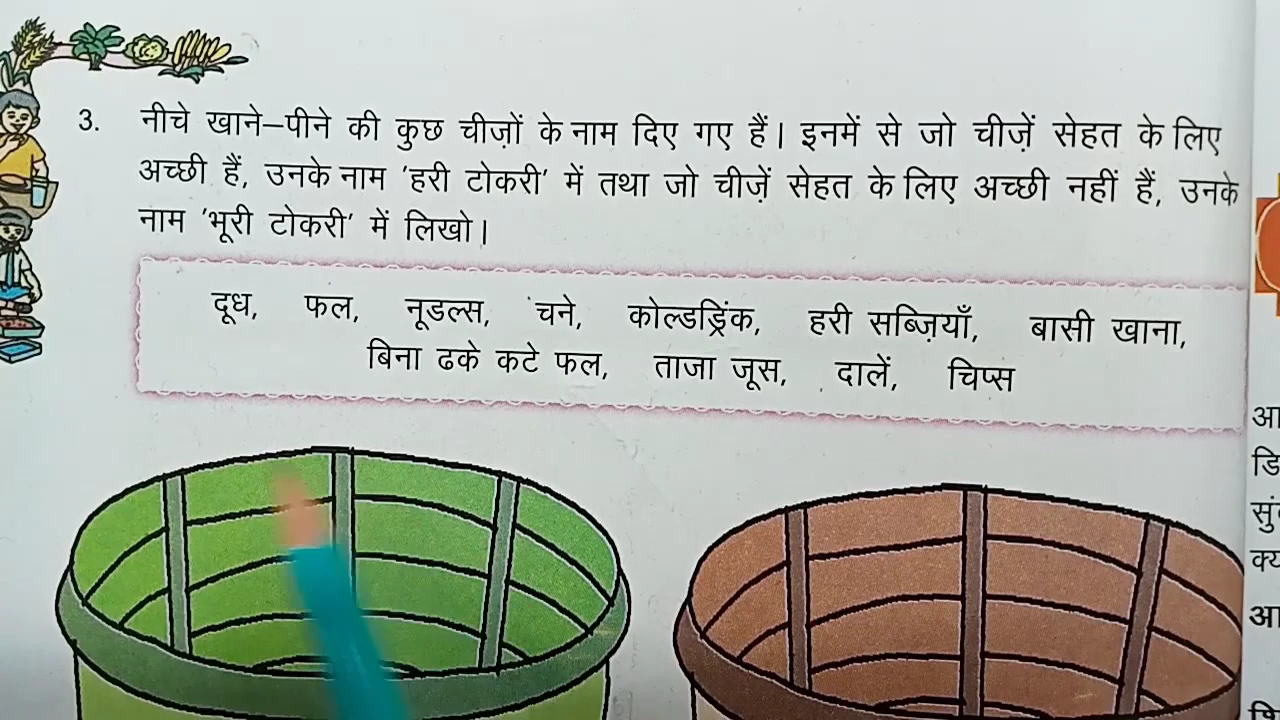 3. नीचे खाने–पीने की कुछ चीज़ों के नाम दिए गए हैं। इनमें से जो चीज़ें सेहत के लिए
अच्छी हैं, उनके नाम 'हरी टोकरी' में तथा जो चीज़ें सेहत के लिए अच्छी नहीं हैं, उनके
नाम 'भूरी टोकरी' में लिखो।
दूध, फल, नूडल्स, चने, कोल्डड्रिंक, हरी सब्ज़ियाँ, बासी खाना,
बिना ढके कटे फल, ताजा जूस, दालें, चिप्स